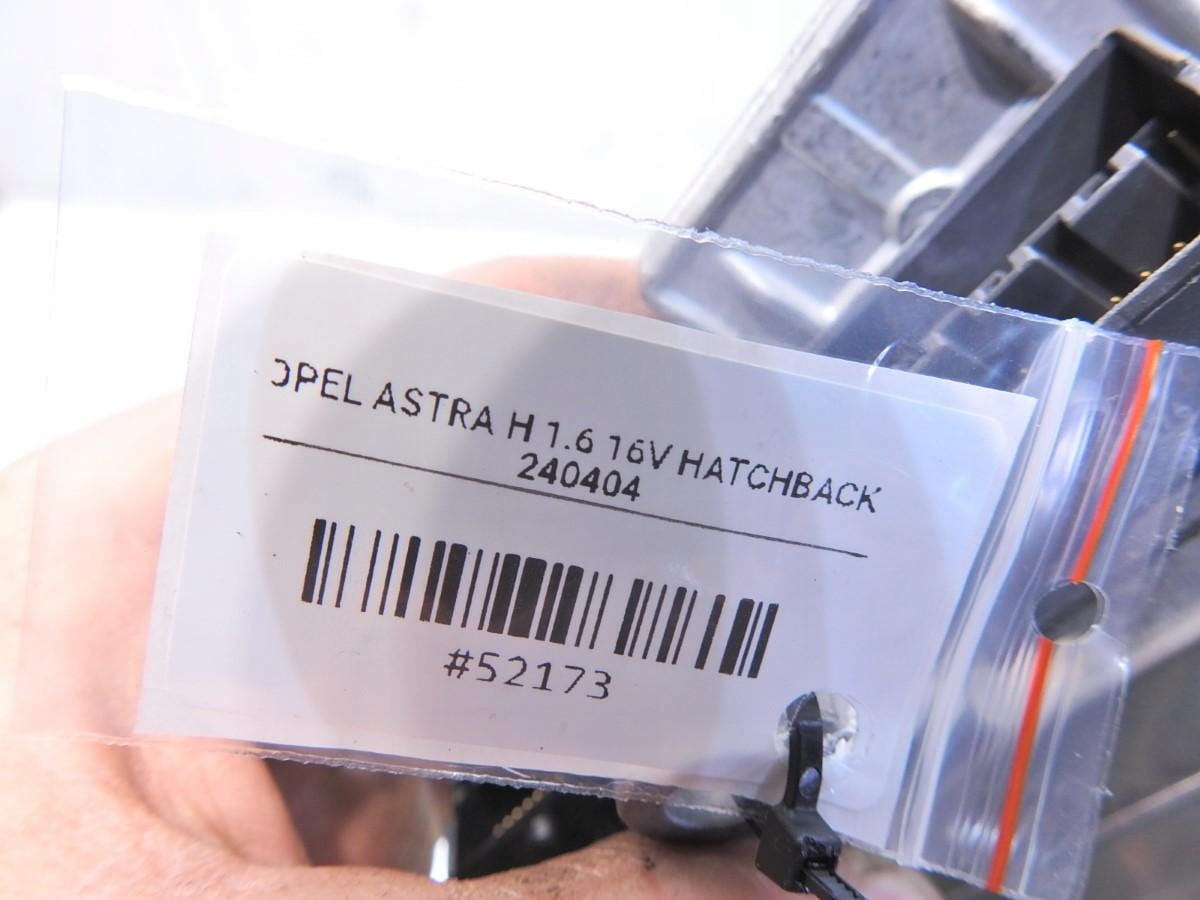 OPEL ASTRA H 1.6 16V HATCHBACK
240404
#52173